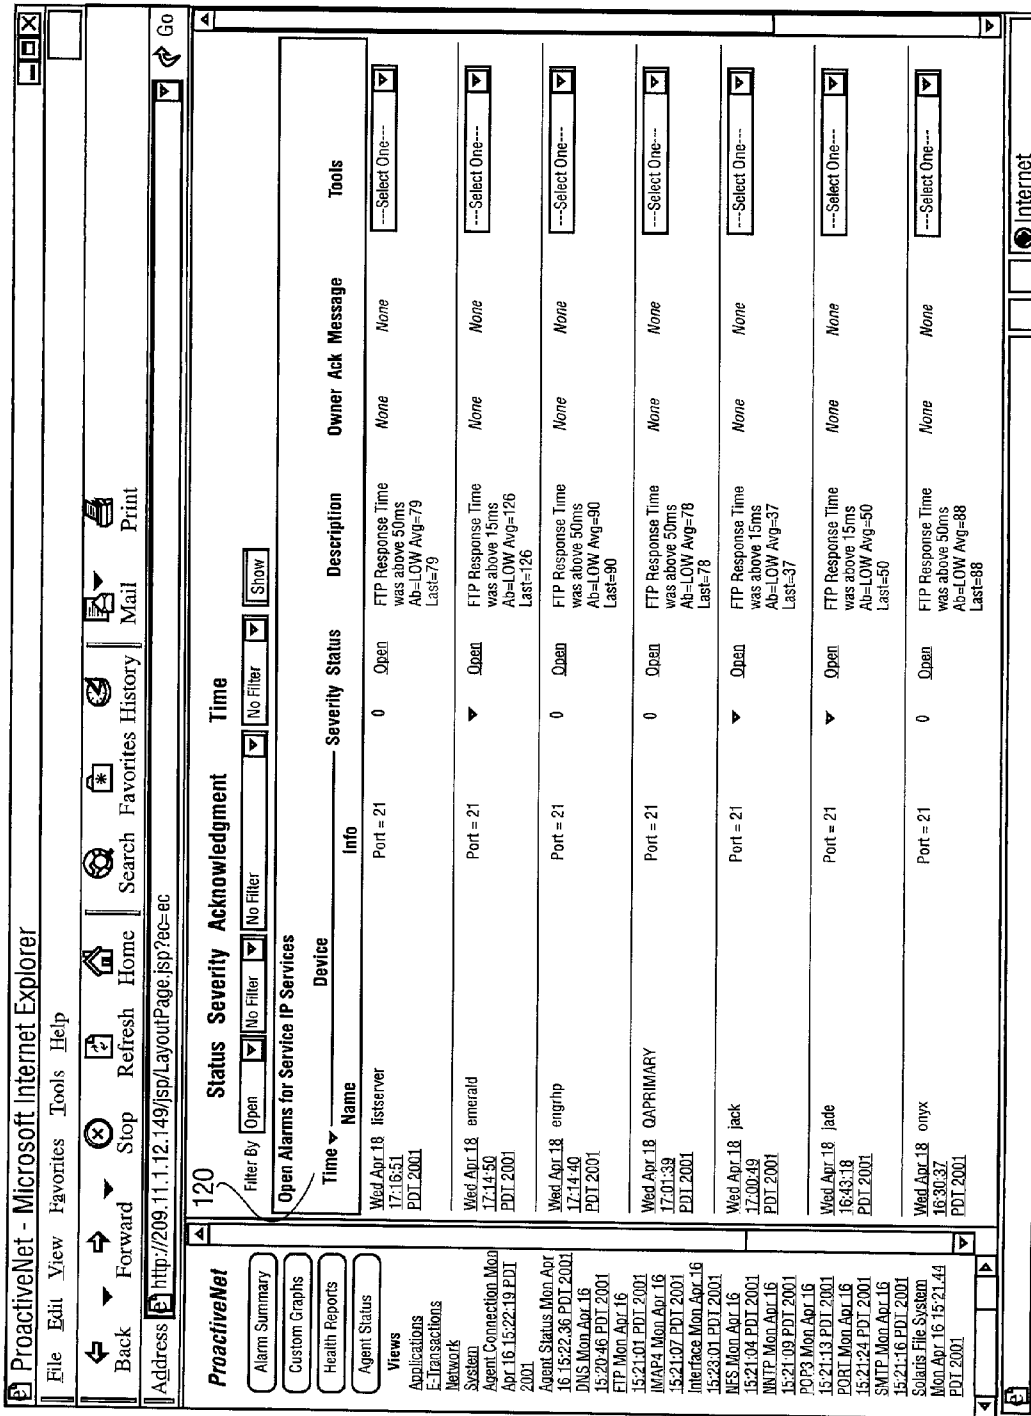 ProactiveNet - Microsoft Internet Explorer
File Edit View Favorites Tools Help
Back Forward Stop Refresh Home Search Favorites History Mail Print
Address http://209.11.1.12.149/jsp/LayoutPage.jsp?ec=ec Go
ProactiveNet
Alarm Summary
Custom Graphs
Health Reports
Agent Status
Views
Applications
E-Transactions
Network
System
Agent Connection Mon
Apr 16 15:22:19 PDT
2001
Agent Status Mon Apr
16 15:22.36 PDT 2001
DNS Mon Apr 16
15:20:46 PDT 2001
FTP Mon Apr 16
15:21:01 PDT 2001
IMAP4 Mon Apr 16
15:21:07 PDT 2001
Interface Mon Apr 16
15:23:01 PDT 2001
NFS Mon Apr 16
15:21:04 PDT 2001
NNTP Mon Apr 16
15:21:09 PDT 2001
POP3 Mon Apr 16
15:21:13 PDT 2001
PORT Mon Apr 16
15:21:24 PDT 2001
SMTP Mon Apr 16
15:21:16 PDT 2001
Solaris File System
Mon Apr 16 15:21.44
PDT 2001
120
Status Severity Acknowledgment Time
Filter By Open No Filter No Filter No Filter Show
Open Alarms for Service IP Services
Device
Time Name Info Severity Status Description Owner Ack Message Tools
Wed Apr 18 listserver Port = 21 0 Open FTP Response Time None None ---Select One---
17:16:51 was above 50ms
PDT 2001 Ab=LOW Avg=79
Last=79
Wed Apr 18 emerald Port = 21 Open FTP Response Time None None ---Select One---
17:14:50 was above 15ms
PDT 2001 Ab=LOW Avg=126
Last=126
Wed Apr 18 engrhp Port = 21 0 Open FTP Response Time None None ---Select One---
17:14:40 was above 50ms
PDT 2001 Ab=LOW Avg=90
Last=90
Wed Apr 18 QAPRIMARY Port = 21 0 Open FTP Response Time None None ---Select One---
17:01:39 was above 50ms
PDT 2001 Ab=LOW Avg=78
Last=78
Wed Apr 18 jack Port = 21 Open FTP Response Time None None ---Select One---
17:00:49 was above 15ms
PDT 2001 Ab=LOW Avg=37
Last=37
Wed Apr 18 jade Port = 21 Open FTP Response Time None None ---Select One---
16:43:18 was above 15ms
PDT 2001 Ab=LOW Avg=50
Last=50
Wed Apr 18 onyx Port = 21 0 Open FTP Response Time None None ---Select One---
16:30:37 was above 50ms
PDT 2001 Ab=LOW Avg=88
Last=88
Internet